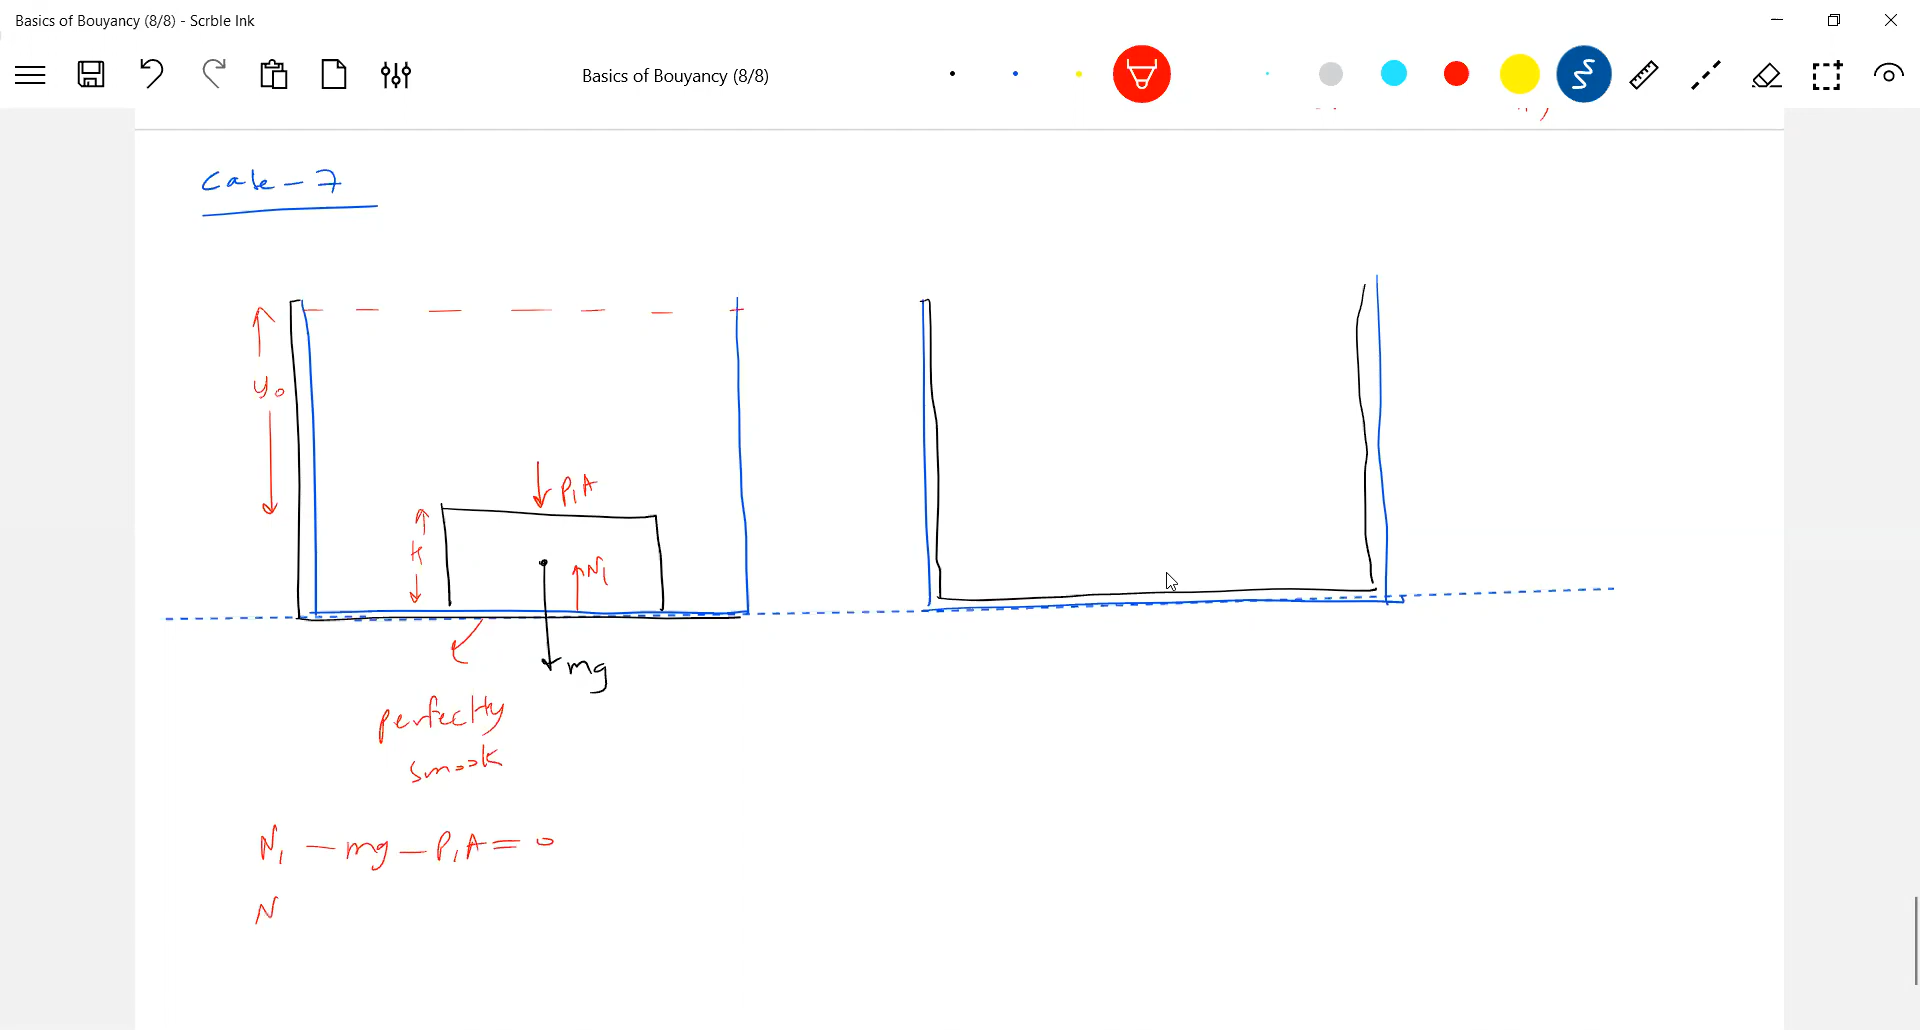 Basics of Bouyancy (8/8) - Scrble Ink
Basics of Bouyancy (8/8)
Case - 7
y₀
P₁A
H
N₁
mg
perfectly
smooth
N₁ - mg - P₁A = 0
N